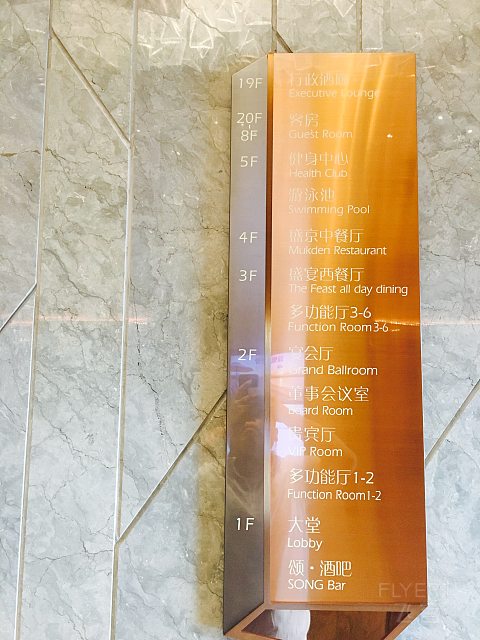 19F
行政酒廊
Executive Lounge
20F
8F
客房
Guest Room
5F
健身中心
Health Club
游泳池
Swimming Pool
4F
盛京中餐厅
Mukden Restaurant
3F
盛宴西餐厅
The Feast all day dining
多功能厅3-6
Function Room3-6
2F
宴会厅
Grand Ballroom
董事会议室
Board Room
贵宾厅
VIP Room
多功能厅1-2
Function Room1-2
1F
大堂
Lobby
颂·酒吧
SONG Bar